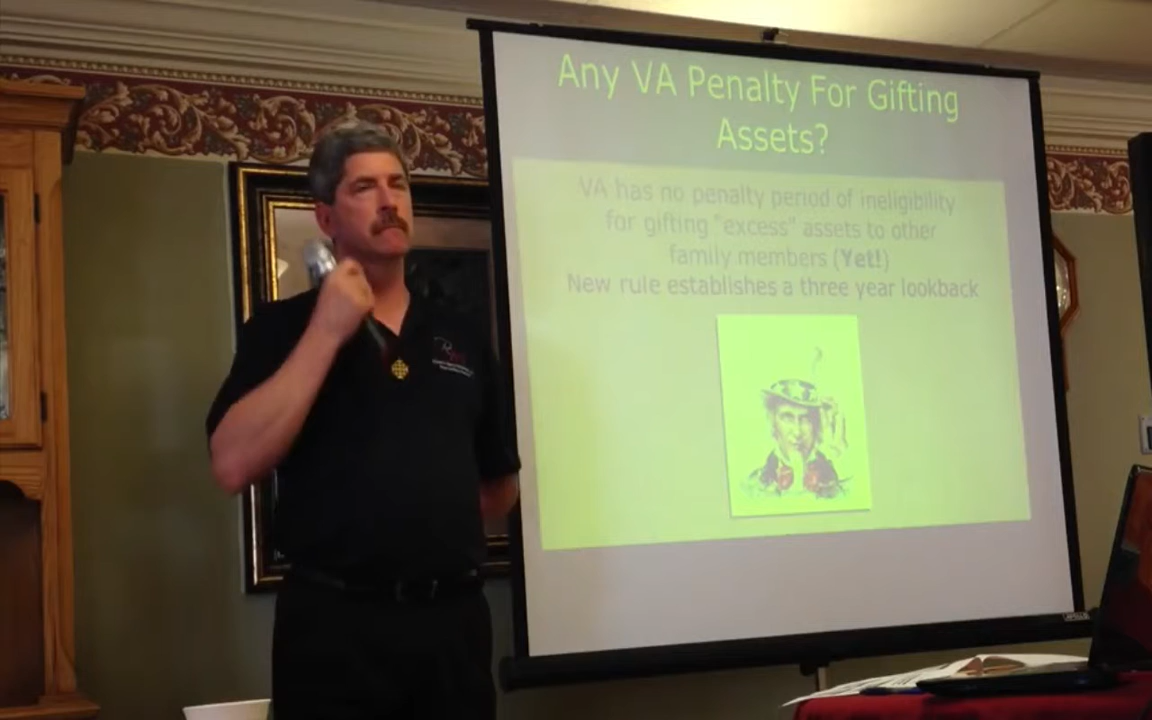 Any VA Penalty For Gifting
Assets?
VA has no penalty period of ineligibility
for gifting "excess" assets to other
family members (Yet!)
New rule establishes a three year lookback